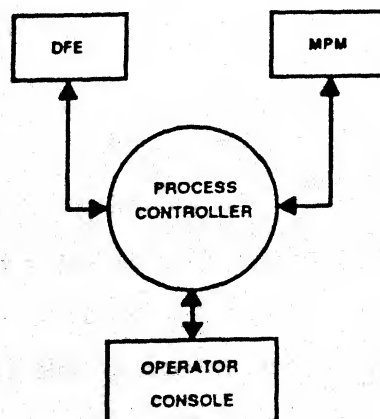 DFE
MPM
PROCESS
CONTROLLER
OPERATOR
CONSOLE